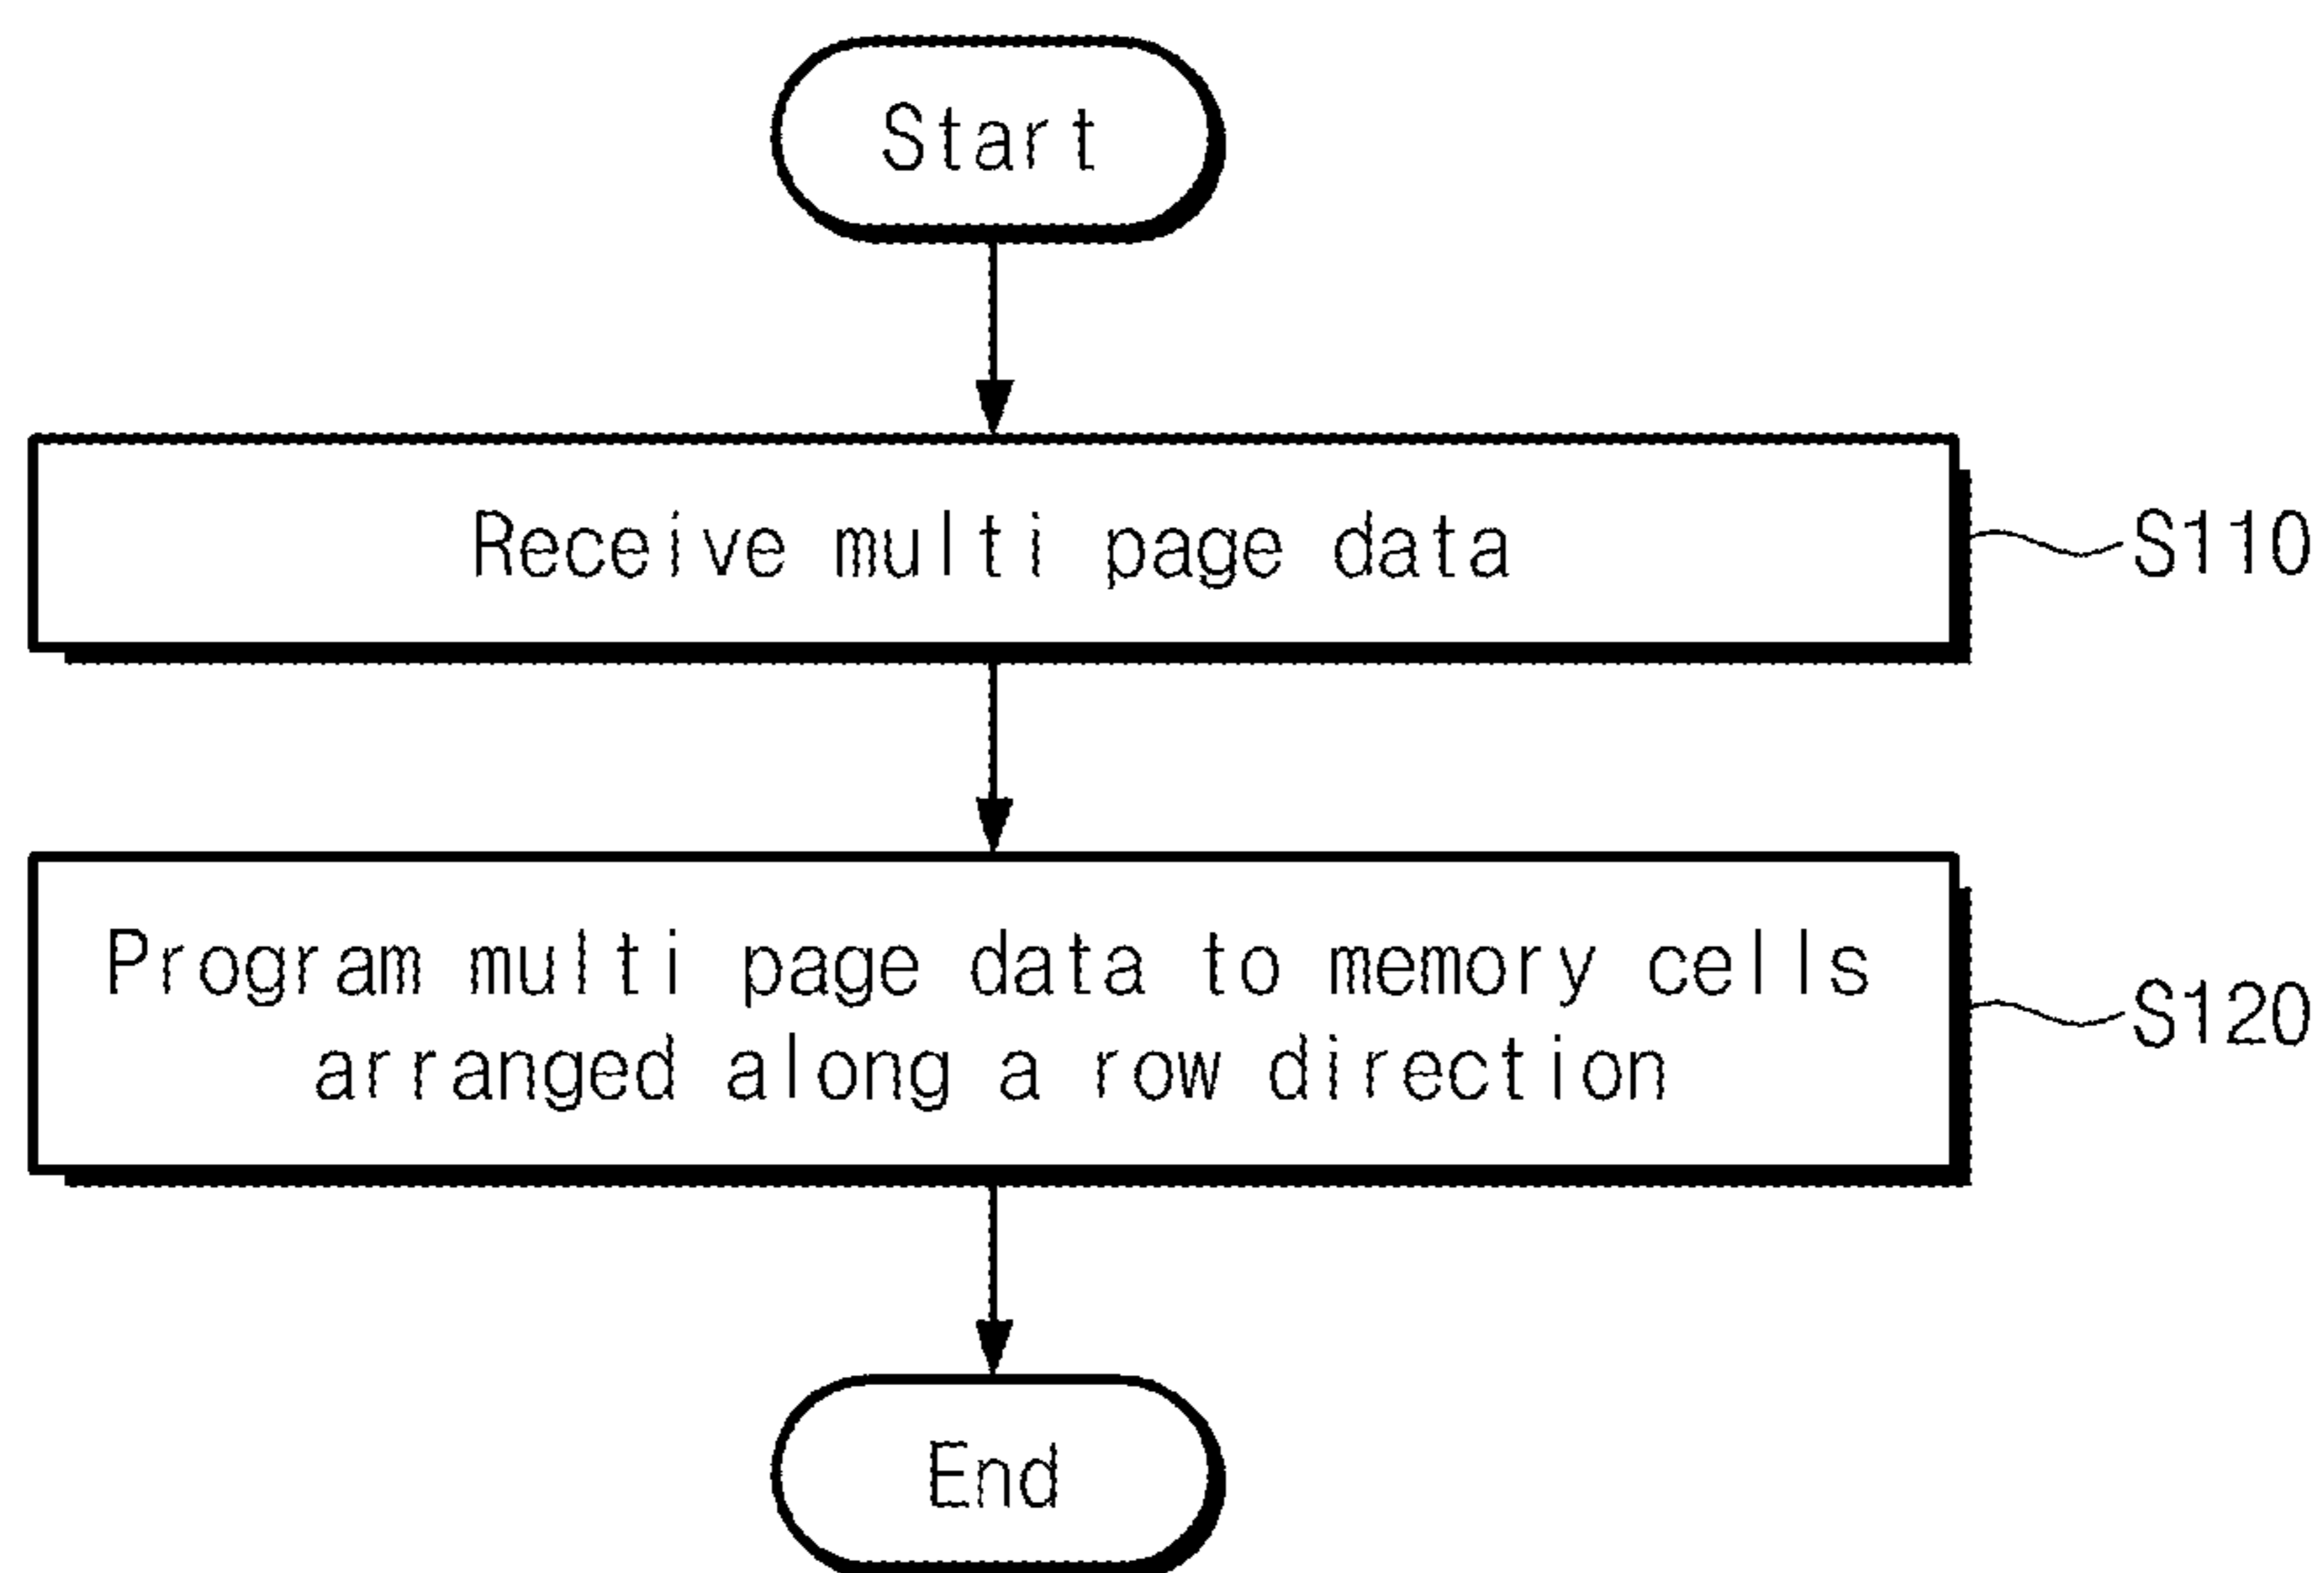 Start
Receive multi page data
S110
Program multi page data to memory cells
arranged along a row direction
S120
End